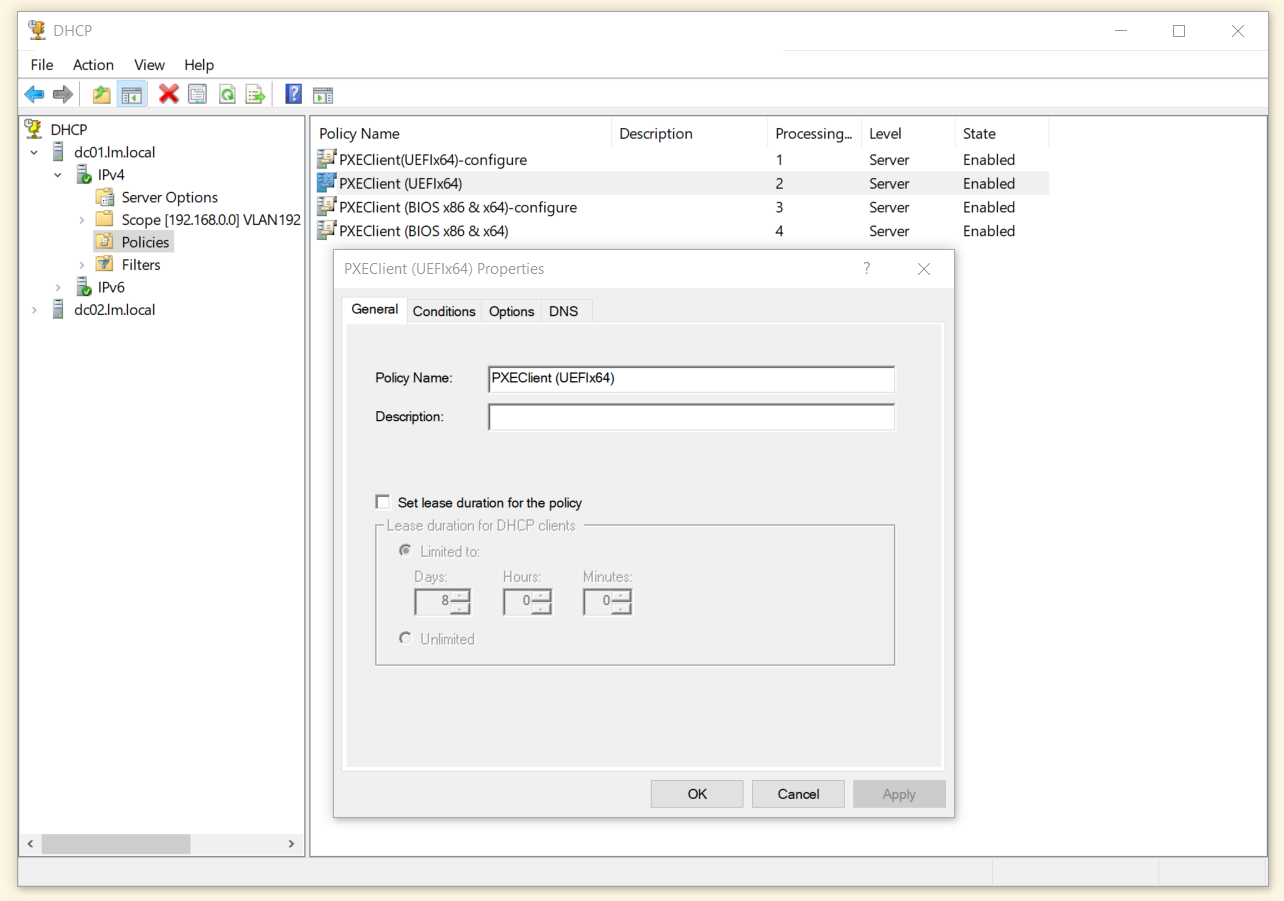 DHCP
File Action View Help
DHCP
dc01.lm.local
IPv4
Server Options
Scope [192.168.0.0] VLAN192
Policies
Filters
IPv6
dc02.lm.local
Policy Name Description Processing... Level State
PXEClient(UEFIx64)-configure 1 Server Enabled
PXEClient (UEFIx64) 2 Server Enabled
PXEClient (BIOS x86 & x64)-configure 3 Server Enabled
PXEClient (BIOS x86 & x64) 4 Server Enabled
PXEClient (UEFIx64) Properties ?
General Conditions Options DNS
Policy Name: PXEClient (UEFIx64)
Description:
Set lease duration for the policy
Lease duration for DHCP clients
Limited to:
Days: Hours: Minutes:
8 0 0
Unlimited
OK Cancel Apply